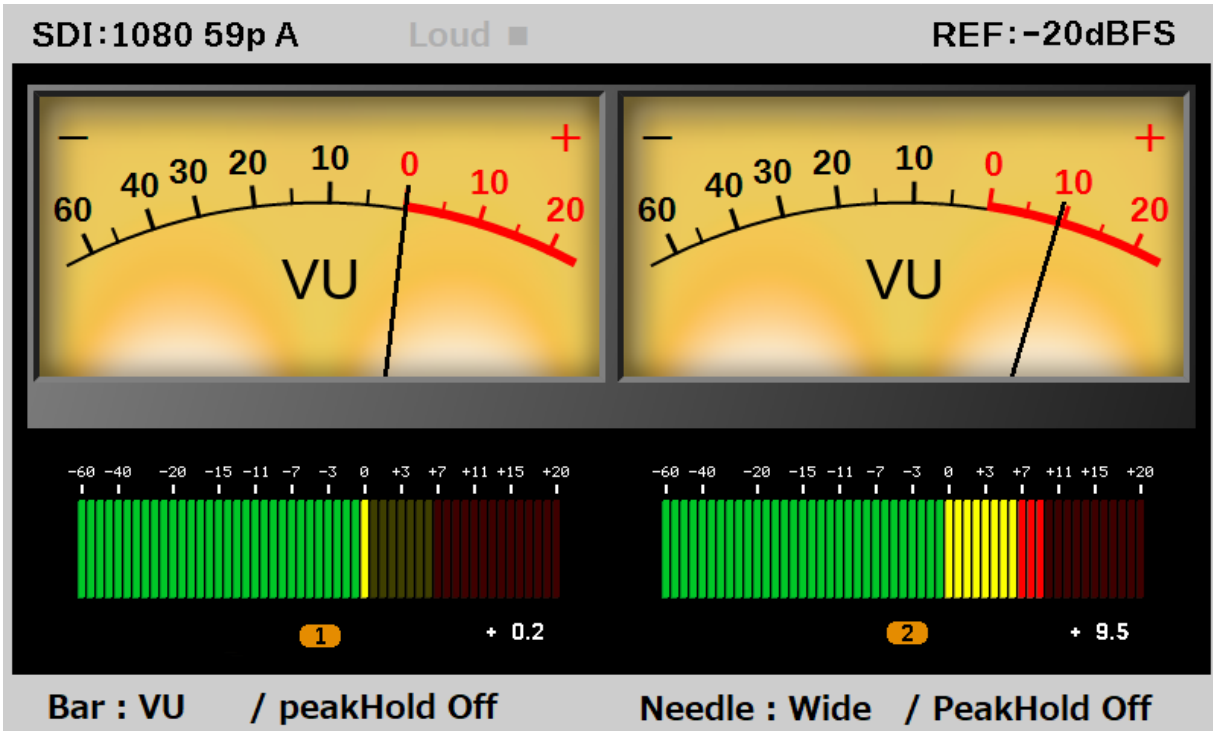 SDI:1080 59p A Loud ■ REF:-20dBFS
− + − +
60 40 30 20 10 0 10 20 60 40 30 20 10 0 10 20
VU VU
-60 -40 -20 -15 -11 -7 -3 0 +3 +7 +11 +15 +20 -60 -40 -20 -15 -11 -7 -3 0 +3 +7 +11 +15 +20
1 + 0.2 2 + 9.5
Bar : VU / peakHold Off Needle : Wide / PeakHold Off